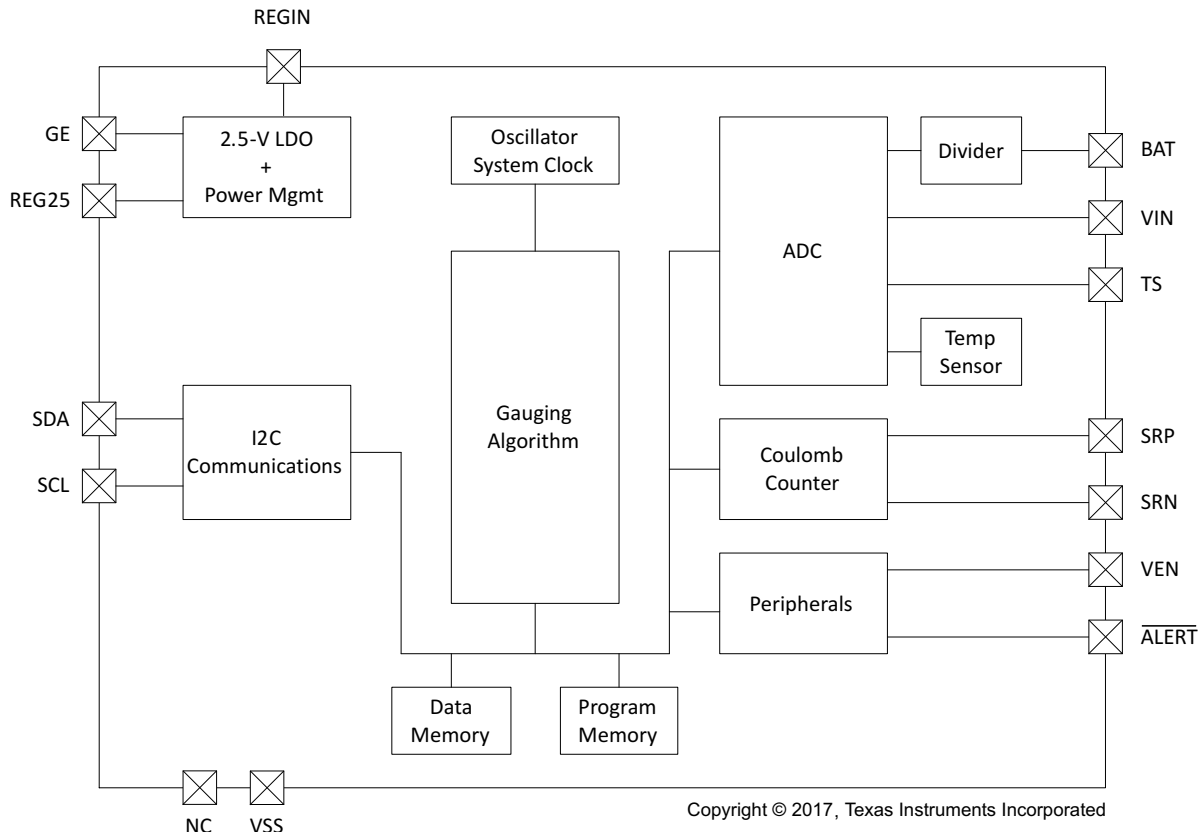 REGIN
GE
REG25
2.5-V LDO
+
Power Mgmt
Oscillator
System Clock
Divider
BAT
VIN
TS
ADC
Temp
Sensor
SDA
SCL
I2C
Communications
Gauging
Algorithm
Coulomb
Counter
SRP
SRN
Peripherals
VEN
ALERT
Data
Memory
Program
Memory
NC
VSS
Copyright © 2017, Texas Instruments Incorporated